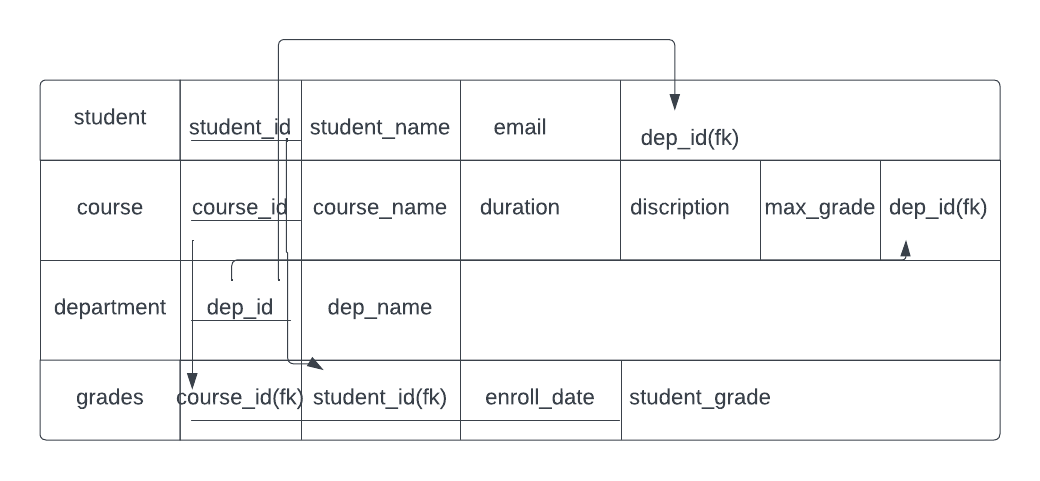 student student_id student_name email dep_id(fk)
course course_id course_name duration discription max_grade dep_id(fk)
department dep_id dep_name
grades course_id(fk) student_id(fk) enroll_date student_grade